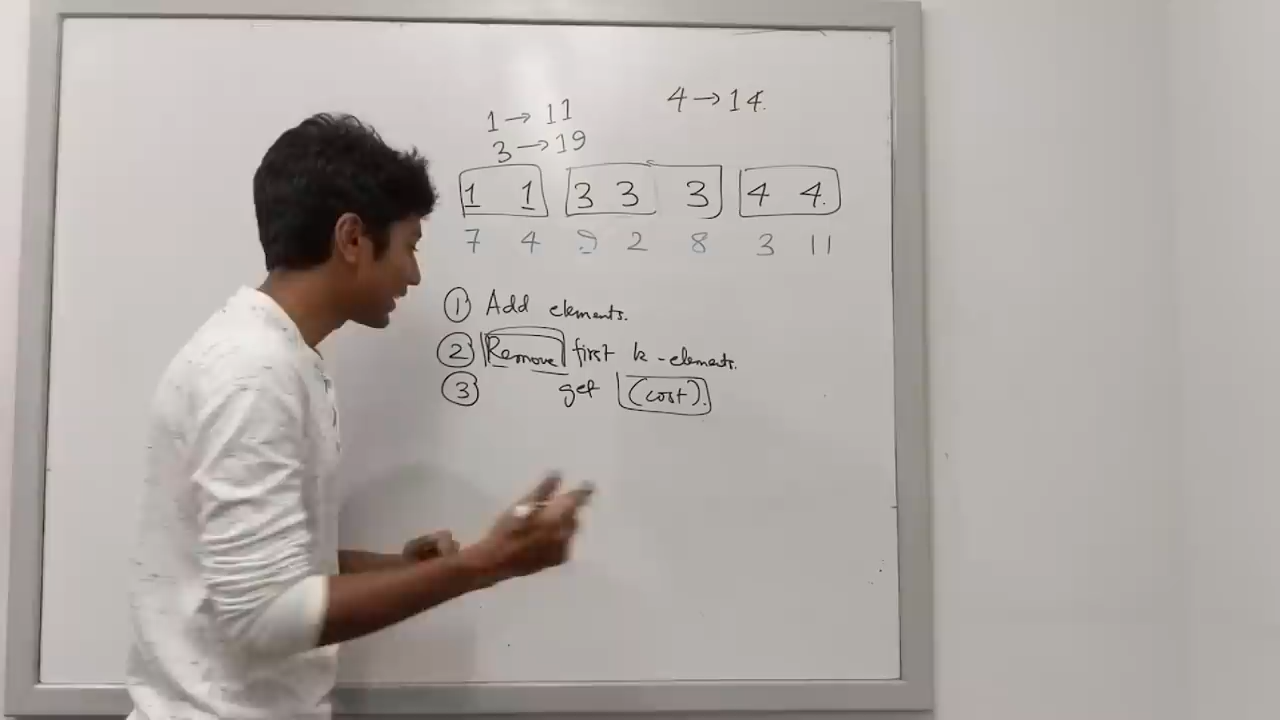 1 → 11
4 → 14.
3 → 19
1 1 3 3 3 4 4.
7 4 9 2 8 3 11
① Add elements.
② Remove first k - elements.
③ get (cost).